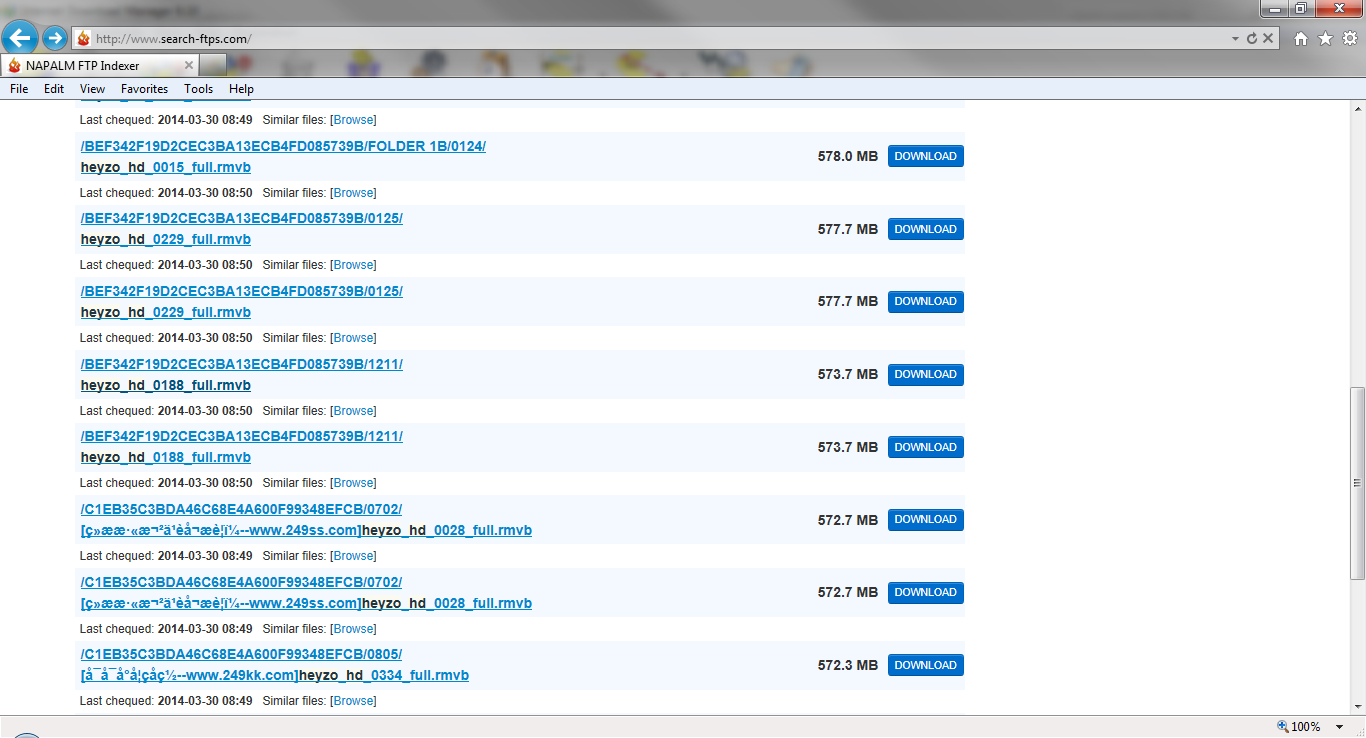 http://www.search-ftps.com/
NAPALM FTP Indexer
File Edit View Favorites Tools Help
Last chequed: 2014-03-30 08:49 Similar files: [Browse]
/BEF342F19D2CEC3BA13ECB4FD085739B/FOLDER 1B/0124/
heyzo_hd_0015_full.rmvb
578.0 MB DOWNLOAD
Last chequed: 2014-03-30 08:50 Similar files: [Browse]
/BEF342F19D2CEC3BA13ECB4FD085739B/0125/
heyzo_hd_0229_full.rmvb
577.7 MB DOWNLOAD
Last chequed: 2014-03-30 08:50 Similar files: [Browse]
/BEF342F19D2CEC3BA13ECB4FD085739B/0125/
heyzo_hd_0229_full.rmvb
577.7 MB DOWNLOAD
Last chequed: 2014-03-30 08:50 Similar files: [Browse]
/BEF342F19D2CEC3BA13ECB4FD085739B/1211/
heyzo_hd_0188_full.rmvb
573.7 MB DOWNLOAD
Last chequed: 2014-03-30 08:50 Similar files: [Browse]
/BEF342F19D2CEC3BA13ECB4FD085739B/1211/
heyzo_hd_0188_full.rmvb
573.7 MB DOWNLOAD
Last chequed: 2014-03-30 08:50 Similar files: [Browse]
/C1EB35C3BDA46C68E4A600F99348EFCB/0702/
[ç»ææ·«æ¬²ä¹èå¬æè¦ï¼--www.249ss.com]heyzo_hd_0028_full.rmvb
572.7 MB DOWNLOAD
Last chequed: 2014-03-30 08:49 Similar files: [Browse]
/C1EB35C3BDA46C68E4A600F99348EFCB/0702/
[ç»ææ·«æ¬²ä¹èå¬æè¦ï¼--www.249ss.com]heyzo_hd_0028_full.rmvb
572.7 MB DOWNLOAD
Last chequed: 2014-03-30 08:49 Similar files: [Browse]
/C1EB35C3BDA46C68E4A600F99348EFCB/0805/
[å¯å¯å°å¦çåç½--www.249kk.com]heyzo_hd_0334_full.rmvb
572.3 MB DOWNLOAD
Last chequed: 2014-03-30 08:49 Similar files: [Browse]
100%